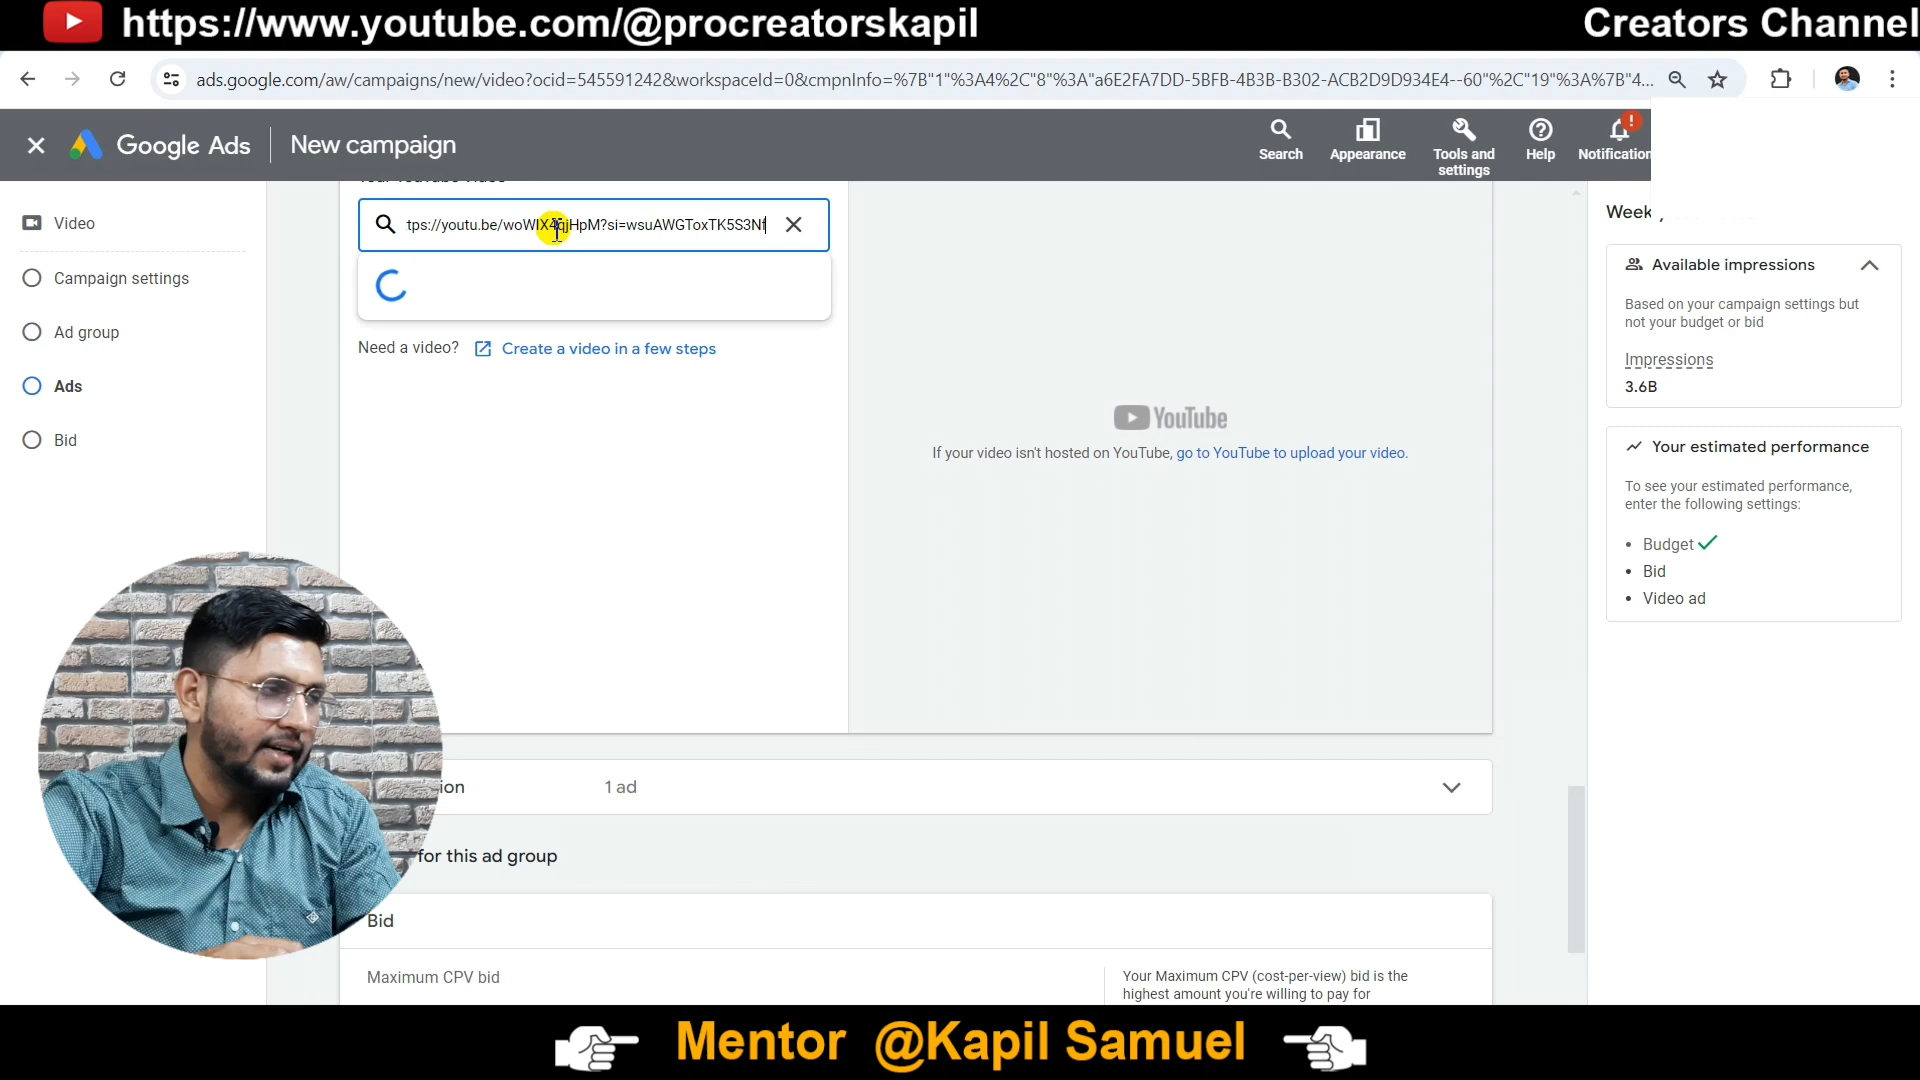 https://www.youtube.com/@procreatorskapil
Creators Channel
ads.google.com/aw/campaigns/new/video?ocid=545591242&workspaceId=0&cmpnInfo=%7B"1"%3A4%2C"8"%3A"a6E2FA7DD-5BFB-4B3B-B302-ACB2D9D934E4--60"%2C"19"%3A%7B"4...
Google Ads
New campaign
Search
Appearance
Tools and
settings
Help
Notification
Your YouTube video
Video
Campaign settings
Ad group
Ads
Bid
tps://youtu.be/woWIX4qjHpM?si=wsuAWGToxTK5S3Nf
Need a video? Create a video in a few steps
YouTube
If your video isn't hosted on YouTube, go to YouTube to upload your video.
Week
Available impressions
Based on your campaign settings but
not your budget or bid
Impressions
3.6B
Your estimated performance
To see your estimated performance,
enter the following settings:
• Budget
• Bid
• Video ad
ion
1 ad
for this ad group
Bid
Maximum CPV bid
Your Maximum CPV (cost-per-view) bid is the
highest amount you're willing to pay for
Mentor @Kapil Samuel